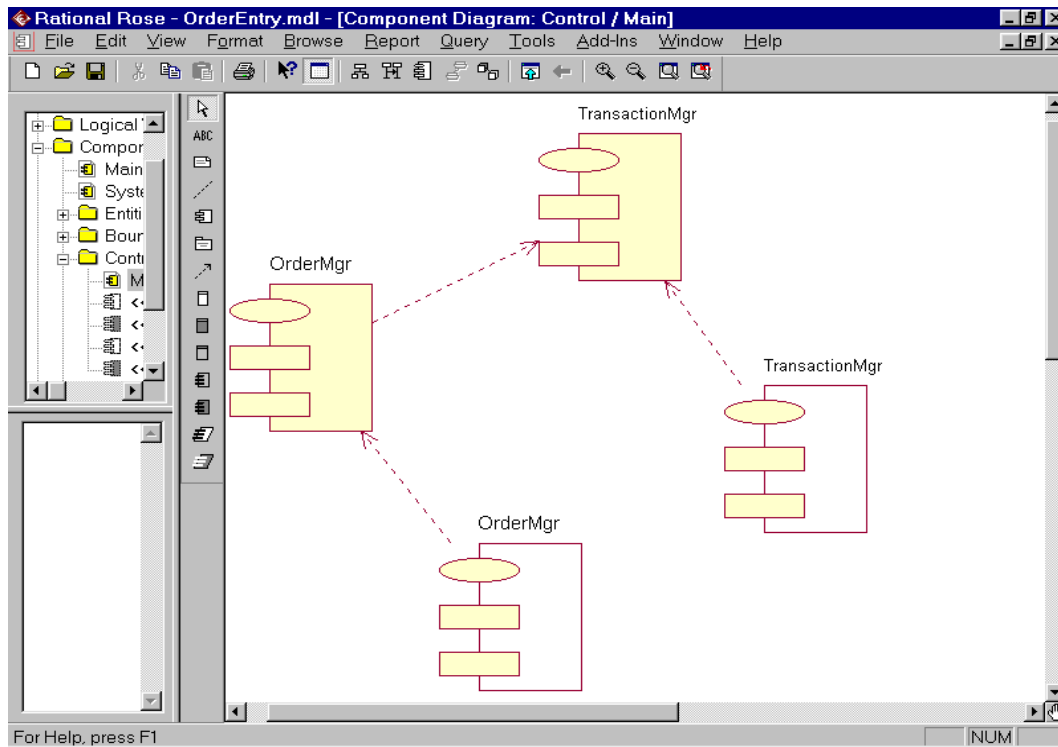 Rational Rose - OrderEntry.mdl - [Component Diagram: Control / Main]
File Edit View Format Browse Report Query Tools Add-Ins Window Help
Logical
Compor
Main
Syste
Entiti
Bour
Contr
M
<
<
<
<
ABC
TransactionMgr
OrderMgr
TransactionMgr
OrderMgr
For Help, press F1
NUM